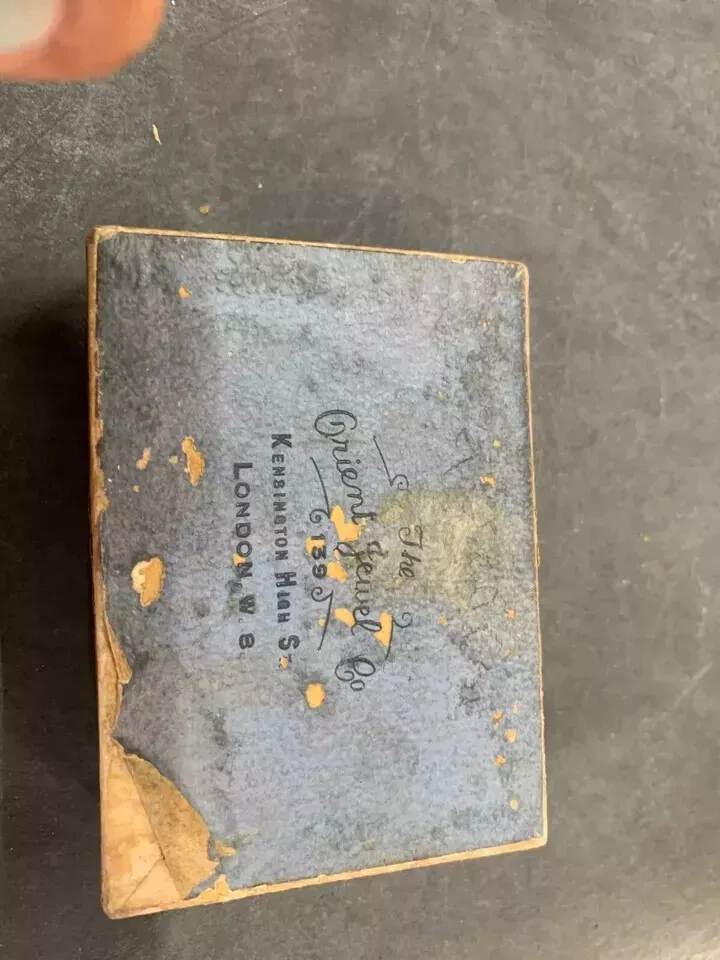 The
Orient Jewel Co
139
KENSINGTON HIGH ST.
LONDON, W. 8.